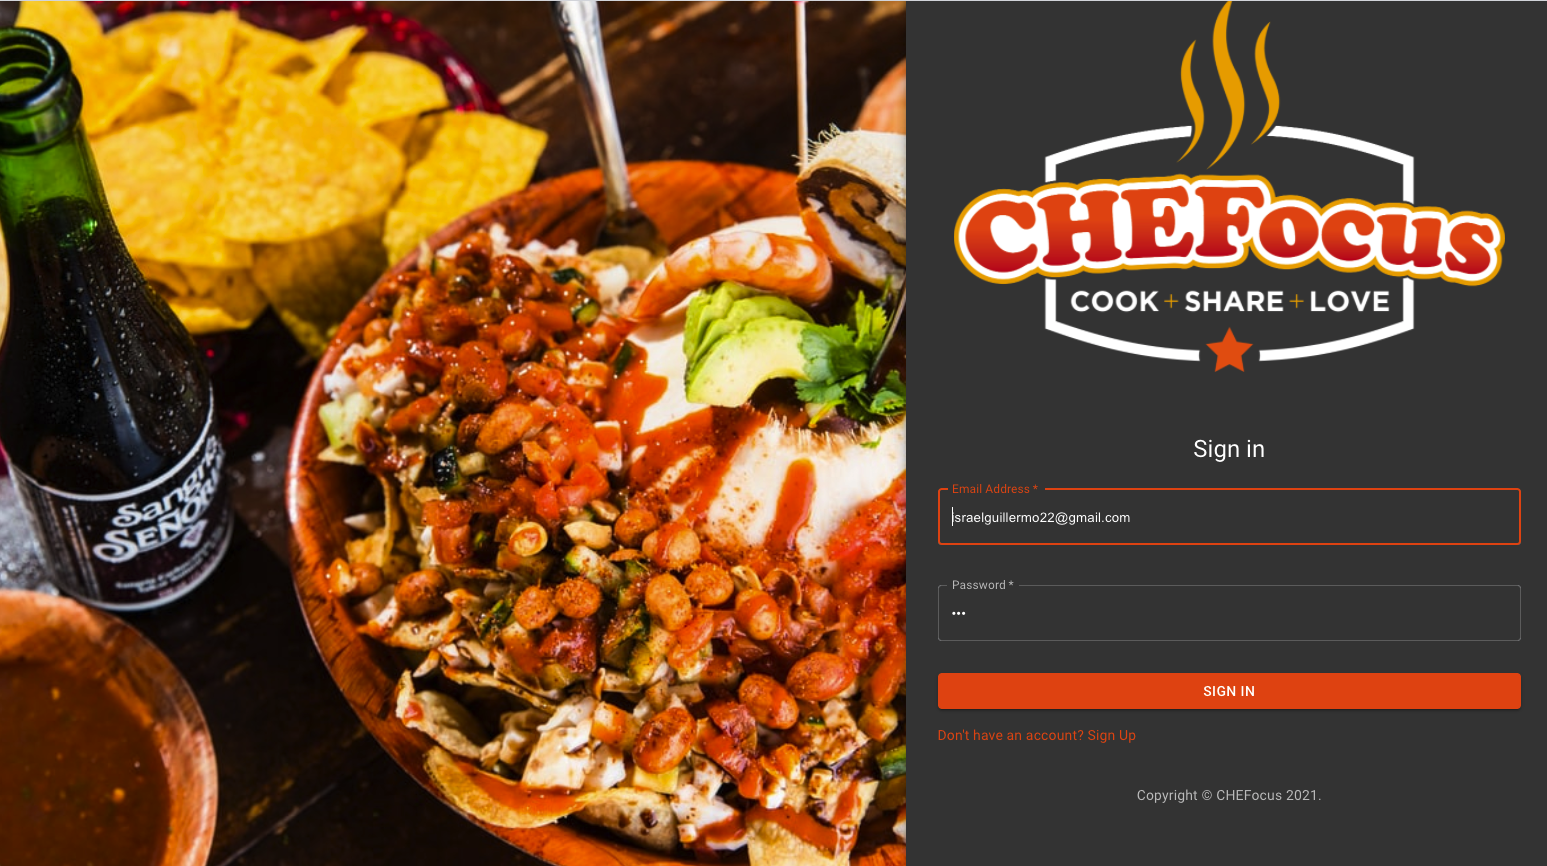 Sangria
SEÑORIAL
CHEFocus
COOK + SHARE + LOVE
Sign in
Email Address *
israelguillermo22@gmail.com
Password *
•••
SIGN IN
Don't have an account? Sign Up
Copyright © CHEFocus 2021.